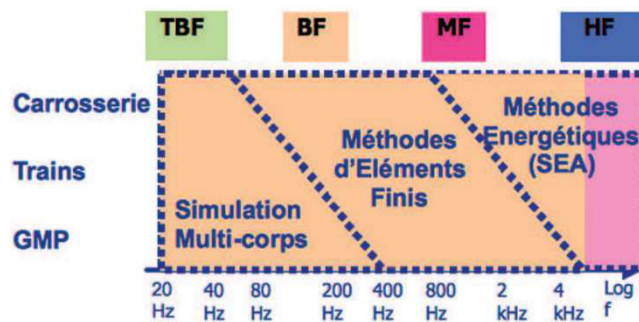 TBF BF MF HF
Carrosserie
Trains
GMP
Simulation
Multi-corps
Méthodes
d'Eléments
Finis
Méthodes
Energétiques
(SEA)
20 40 80 200 400 800 2 4 Log
Hz Hz Hz Hz Hz Hz kHz kHz f